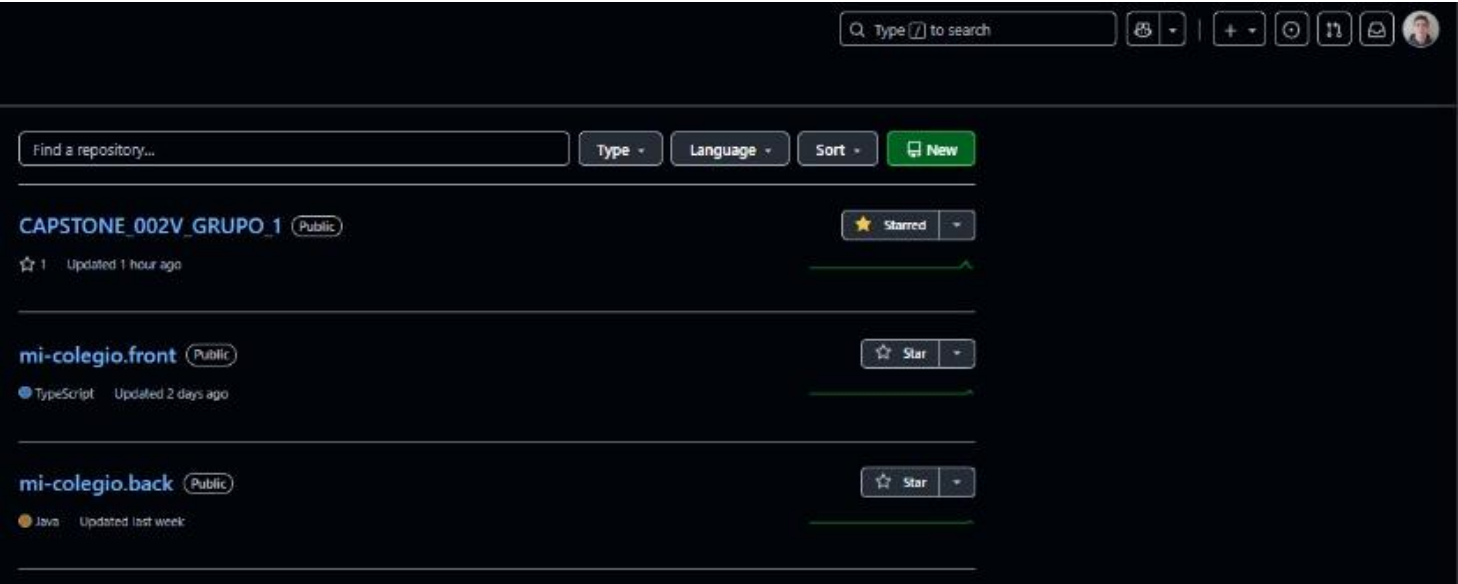 Type / to search
Find a repository...
Type
Language
Sort
New
CAPSTONE_002V_GRUPO_1 Public
Starred
1 Updated 1 hour ago
mi-colegio.front Public
Star
TypeScript Updated 2 days ago
mi-colegio.back Public
Star
Java Updated last week